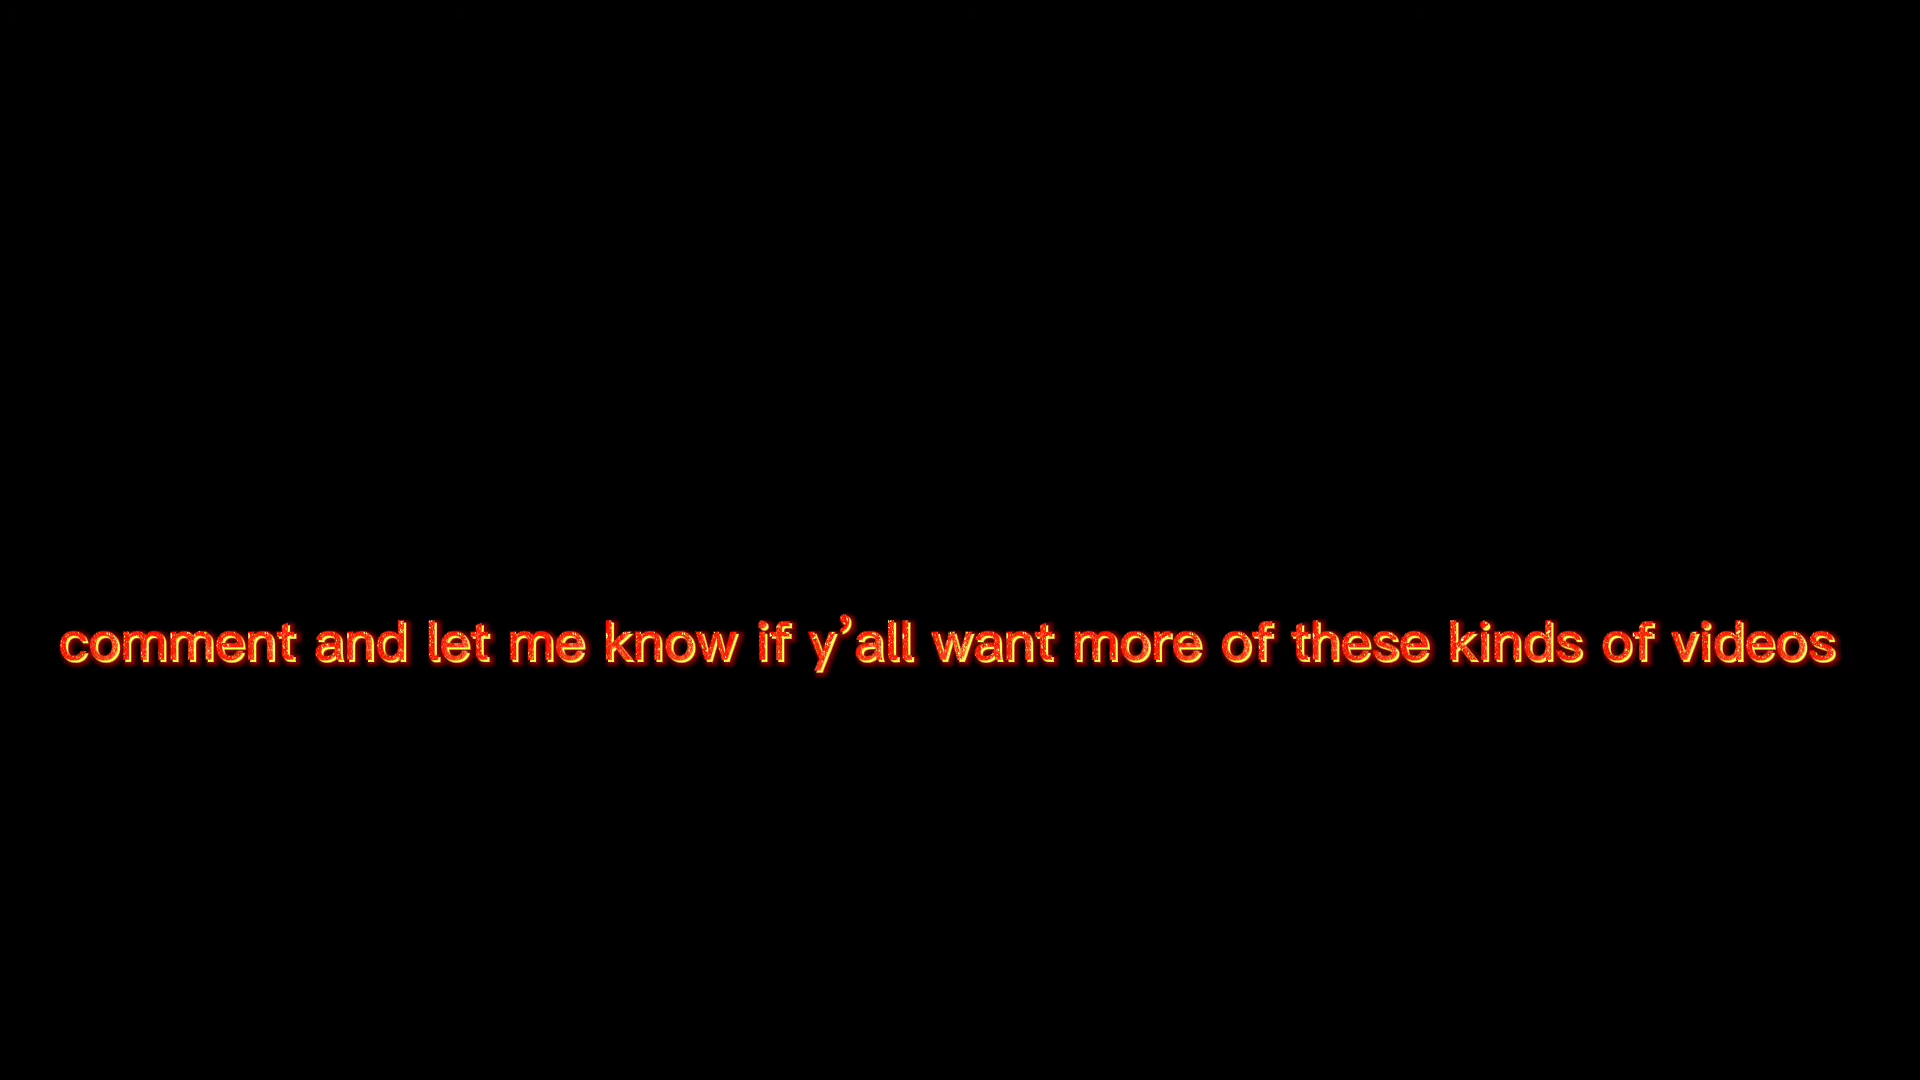 comment and let me know if y’all want more of these kinds of videos